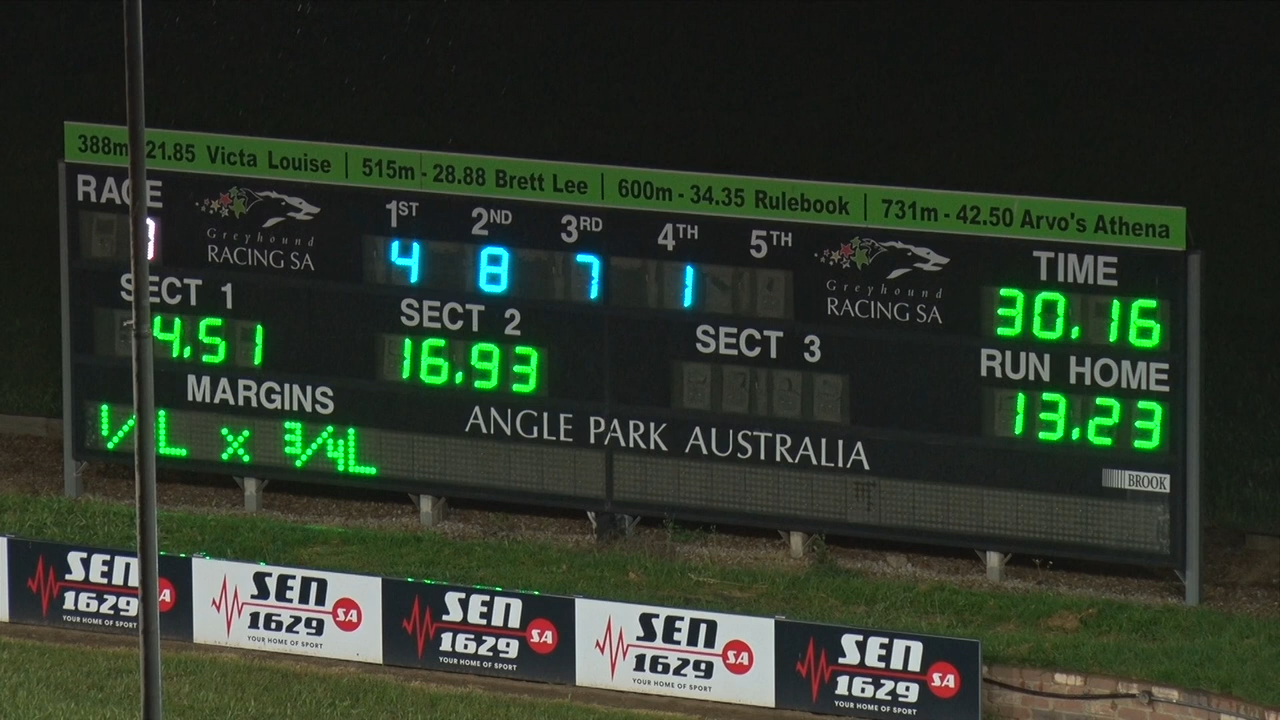 388m 21.85 Victa Louise | 515m - 28.88 Brett Lee | 600m - 34.35 Rulebook | 731m - 42.50 Arvo's Athena
RACE
Greyhound
RACING SA
1ST 2ND 3RD 4TH 5TH
4 8 7 1
Greyhound
RACING SA
TIME
30.16
SECT 1
4.51
SECT 2
16.93
SECT 3
RUN HOME
13.23
MARGINS
L x 3/4L
ANGLE PARK AUSTRALIA
BROOK
SEN SA
1629
YOUR HOME OF SPORT
SEN SA
1629
YOUR HOME OF SPORT
SEN SA
1629
YOUR HOME OF SPORT
SEN SA
1629
YOUR HOME OF SPORT
SEN SA
1629
YOUR HOME OF SPORT